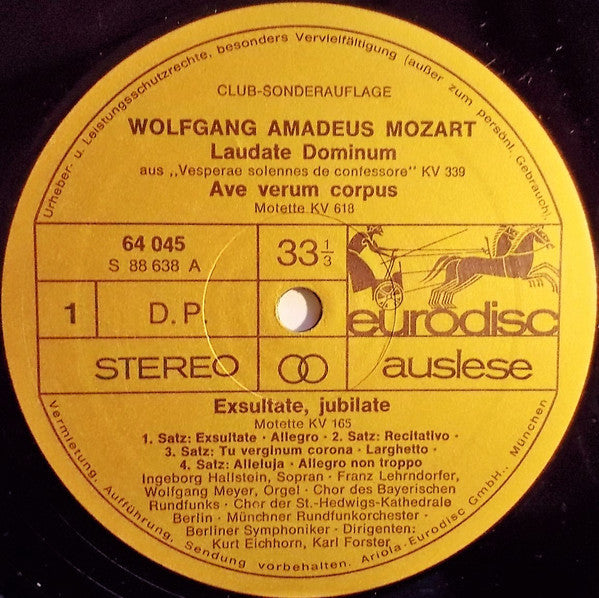 Urheber- u. Leistungsschutzrechte, besonders Vervielfältigung (außer zum persönl. Gebrauch),
CLUB-SONDERAUFLAGE
WOLFGANG AMADEUS MOZART
Laudate Dominum
aus „Vesperae solennes de confessore" KV 339
Ave verum corpus
Motette KV 618
64 045
S 88 638 A
33 1/3
1
D.P.
eurodisc
STEREO
auslese
Exsultate, jubilate
Motette KV 165
1. Satz: Exsultate · Allegro · 2. Satz: Recitativo ·
3. Satz: Tu verginum corona · Larghetto ·
4. Satz: Alleluja · Allegro non troppo
Ingeborg Hallstein, Sopran · Franz Lehrndorfer,
Wolfgang Meyer, Orgel · Chor des Bayerischen
Rundfunks · Chor der St.-Hedwigs-Kathedrale
Berlin · Münchner Rundfunkorchester ·
Berliner Symphoniker · Dirigenten:
Kurt Eichhorn, Karl Forster
Vermietung, Aufführung, Sendung vorbehalten. Ariola-Eurodisc GmbH., München